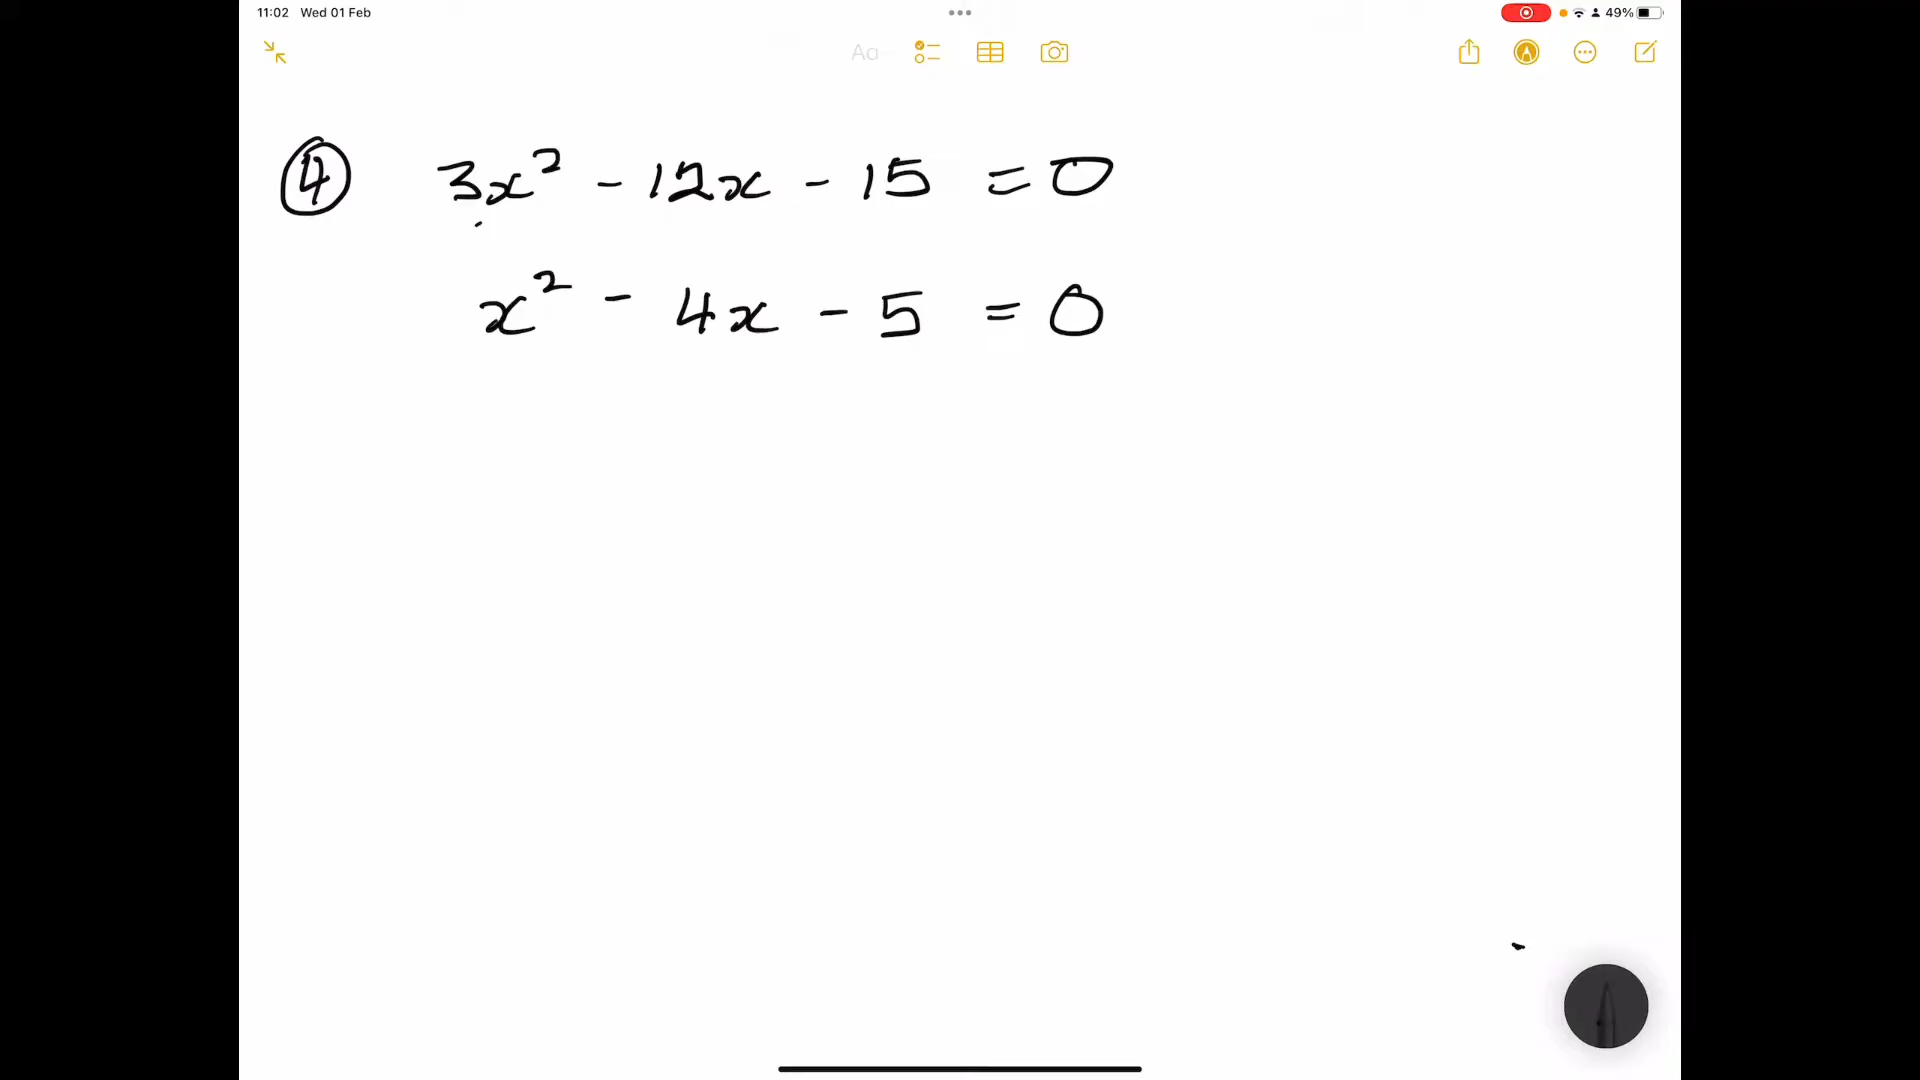 11:02 Wed 01 Feb
49%
Aa
④ 3x² - 12x - 15 = 0
x² - 4x - 5 = 0